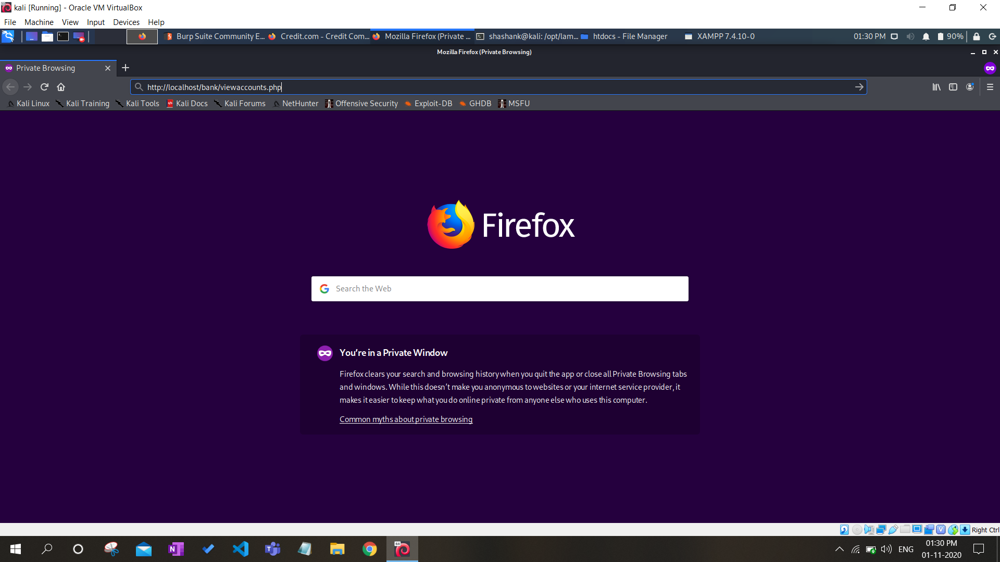 kali [Running] - Oracle VM VirtualBox
File Machine View Input Devices Help
Burp Suite Community E... Credit.com - Credit Com... Mozilla Firefox (Private ... shashank@kali: /opt/lam... htdocs - File Manager XAMPP 7.4.10-0 01:30 PM 90%
Mozilla Firefox (Private Browsing)
Private Browsing
http://localhost/bank/viewaccounts.php
Kali Linux Kali Training Kali Tools Kali Docs Kali Forums NetHunter Offensive Security Exploit-DB GHDB MSFU
Firefox
Search the Web
You’re in a Private Window
Firefox clears your search and browsing history when you quit the app or close all Private Browsing tabs
and windows. While this doesn’t make you anonymous to websites or your internet service provider, it
makes it easier to keep what you do online private from anyone else who uses this computer.
Common myths about private browsing
Right Ctrl
ENG
01:30 PM
01-11-2020